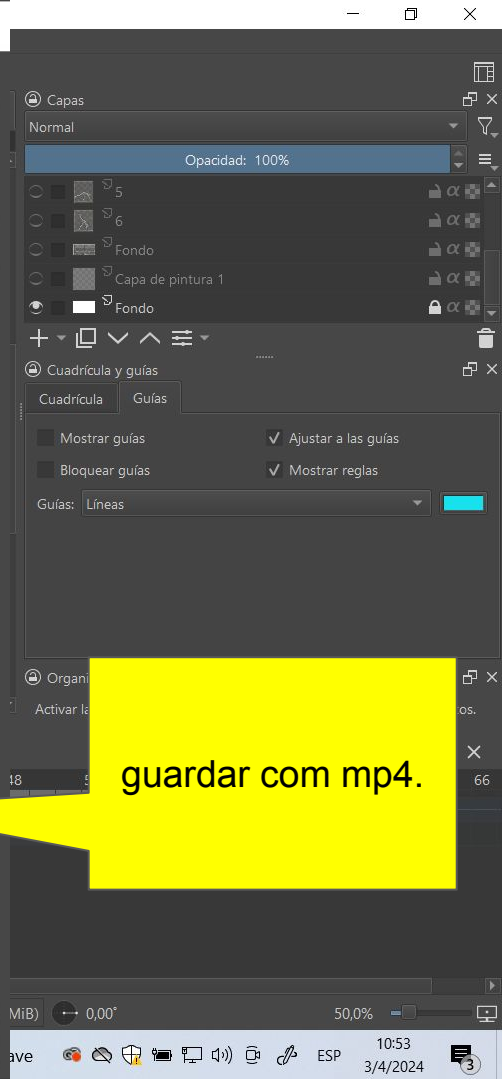 Capas
Normal
Opacidad: 100%
5
6
Fondo
Capa de pintura 1
Fondo
Cuadrícula y guías
Cuadrícula Guías
Mostrar guías Ajustar a las guías
Bloquear guías Mostrar reglas
Guías: Líneas
Organi
Activar la
os.
guardar com mp4.
48 5 66
MiB) 0,00° 50,0%
ave ESP 10:53
3/4/2024 3